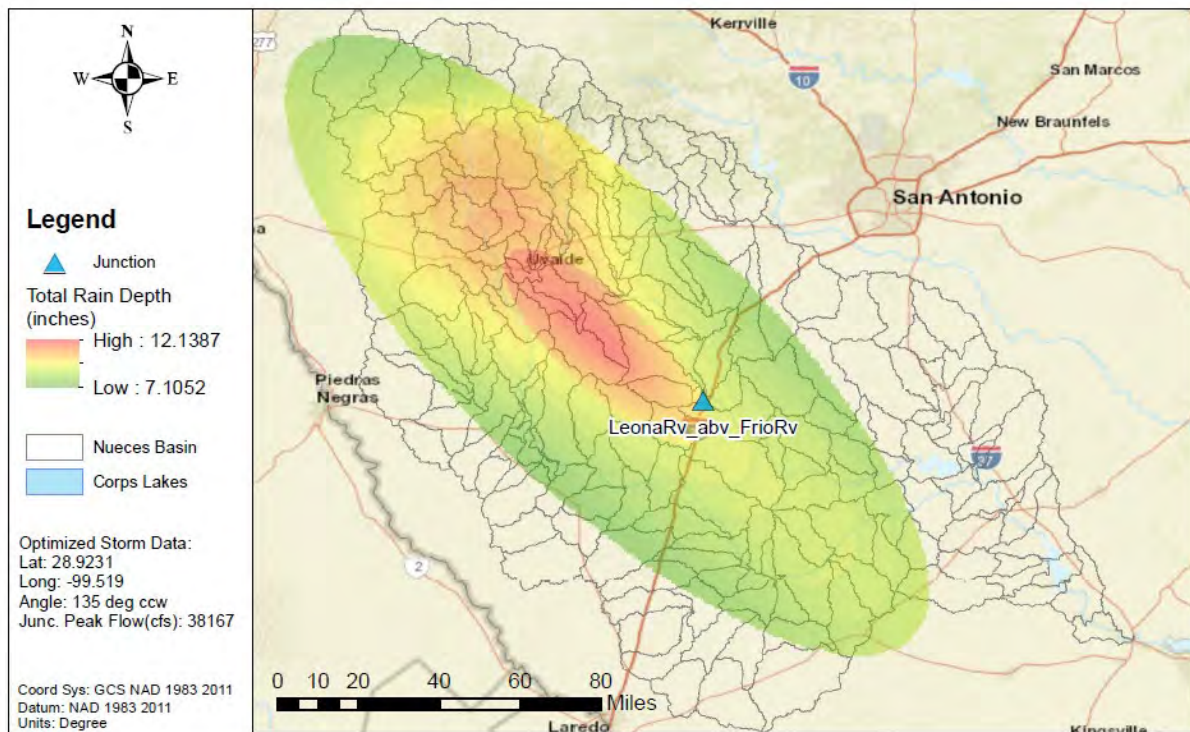 N
W
E
S
Legend
Junction
Total Rain Depth
(inches)
High : 12.1387
Low : 7.1052
Nueces Basin
Corps Lakes
Optimized Storm Data:
Lat: 28.9231
Long: -99.519
Angle: 135 deg ccw
Junc. Peak Flow(cfs): 38167
Coord Sys: GCS NAD 1983 2011
Datum: NAD 1983 2011
Units: Degree
277
Kerrville
10
San Marcos
New Braunfels
San Antonio
na
Uvalde
Piedras
Negras
LeonaRv_abv_FrioRv
37
2
0 10 20 40 60 80
Miles
Laredo
Kingsville